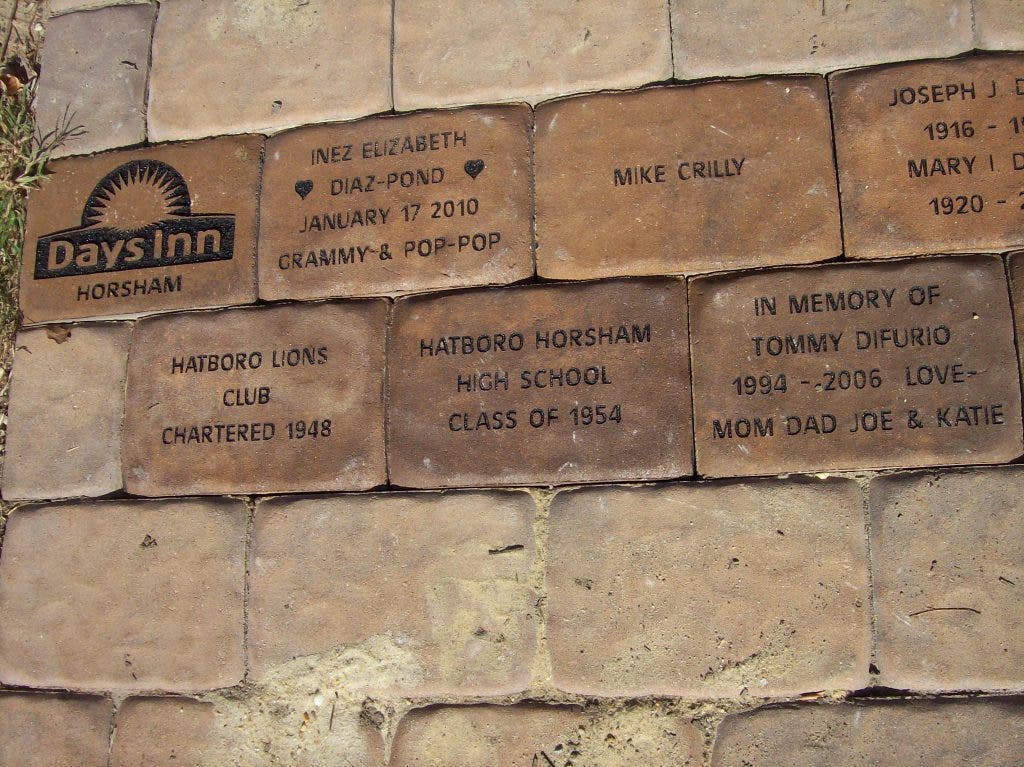 Days Inn
HORSHAM
INEZ ELIZABETH
♥ DIAZ-POND ♥
JANUARY 17 2010
GRAMMY & POP-POP
MIKE CRILLY
JOSEPH J. D
1916 - 1
MARY I. D
1920 - 2
HATBORO LIONS
CLUB
CHARTERED 1948
HATBORO HORSHAM
HIGH SCHOOL
CLASS OF 1954
IN MEMORY OF
TOMMY DIFURIO
1994 - 2006 LOVE-
MOM DAD JOE & KATIE